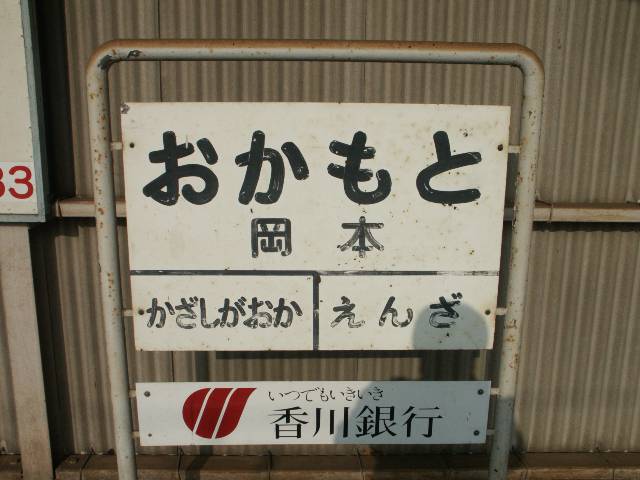 33
おかもと
岡本
かざしがおか えんざ
いつでもいきいき
香川銀行